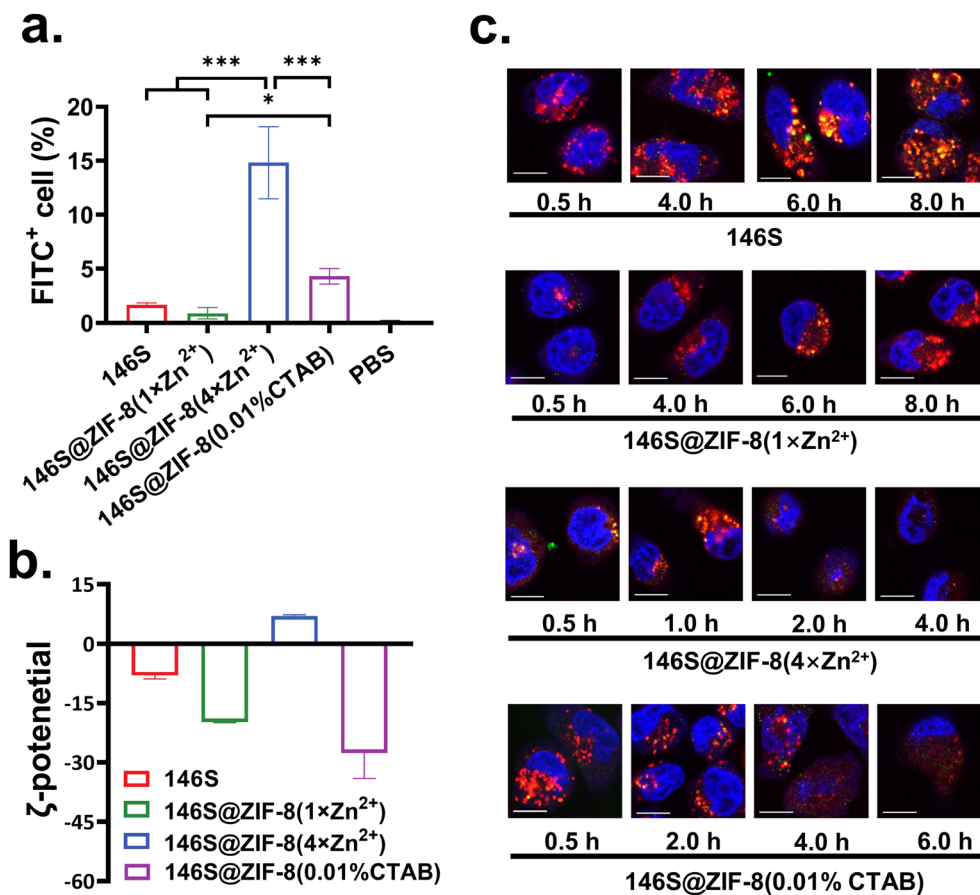 a.
*** ***
*
FITC⁺ cell (%)
20
15
10
5
0
146S
146S@ZIF-8(1×Zn²⁺)
146S@ZIF-8(4×Zn²⁺)
146S@ZIF-8(0.01%CTAB)
PBS
b.
ζ-potenetial
15
0
-15
-30
-45
-60
146S
146S@ZIF-8(1×Zn²⁺)
146S@ZIF-8(4×Zn²⁺)
146S@ZIF-8(0.01%CTAB)
c.
0.5 h 4.0 h 6.0 h 8.0 h
146S
0.5 h 4.0 h 6.0 h 8.0 h
146S@ZIF-8(1×Zn²⁺)
0.5 h 1.0 h 2.0 h 4.0 h
146S@ZIF-8(4×Zn²⁺)
0.5 h 2.0 h 4.0 h 6.0 h
146S@ZIF-8(0.01% CTAB)